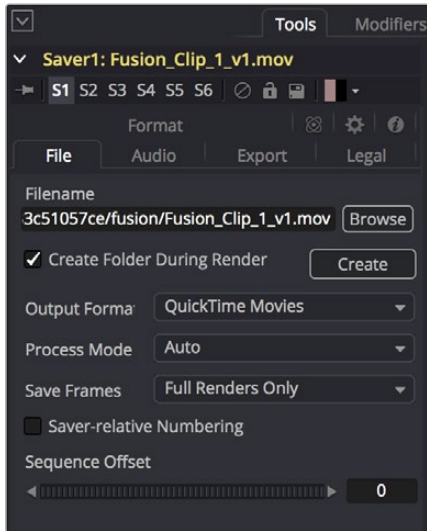 Tools Modifiers
Saver1: Fusion_Clip_1_v1.mov
S1 S2 S3 S4 S5 S6
Format
File Audio Export Legal
Filename
3c51057ce/fusion/Fusion_Clip_1_v1.mov Browse
Create Folder During Render Create
Output Forma QuickTime Movies
Process Mode Auto
Save Frames Full Renders Only
Saver-relative Numbering
Sequence Offset
0